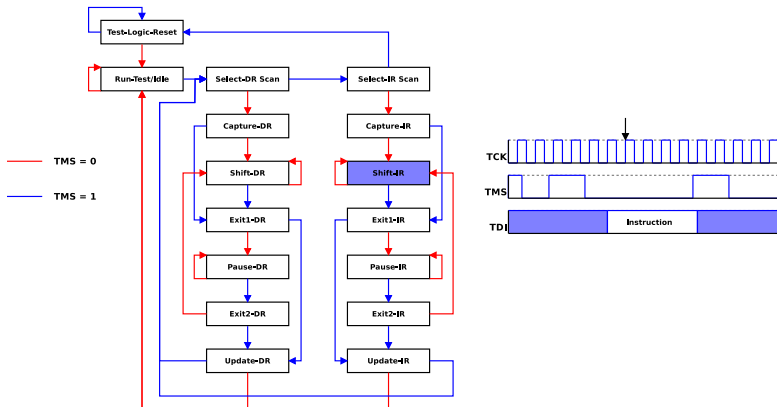 Test-Logic-Reset
Run-Test/Idle
Select-DR Scan
Select-IR Scan
Capture-DR
Capture-IR
TMS = 0
Shift-DR
Shift-IR
TMS = 1
Exit1-DR
Exit1-IR
Pause-DR
Pause-IR
Exit2-DR
Exit2-IR
Update-DR
Update-IR
TCK
TMS
TDI
Instruction